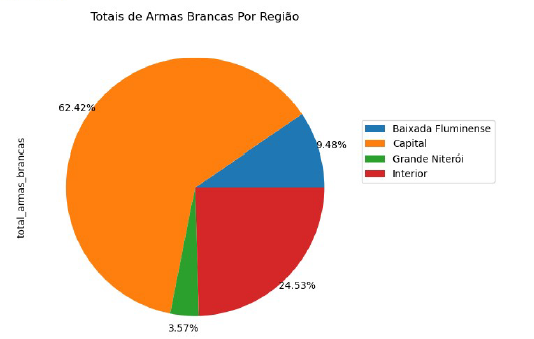 Totais de Armas Brancas Por Região
62.42%
9.48%
Baixada Fluminense
Capital
Grande Niterói
Interior
total_armas_brancas
24.53%
3.57%